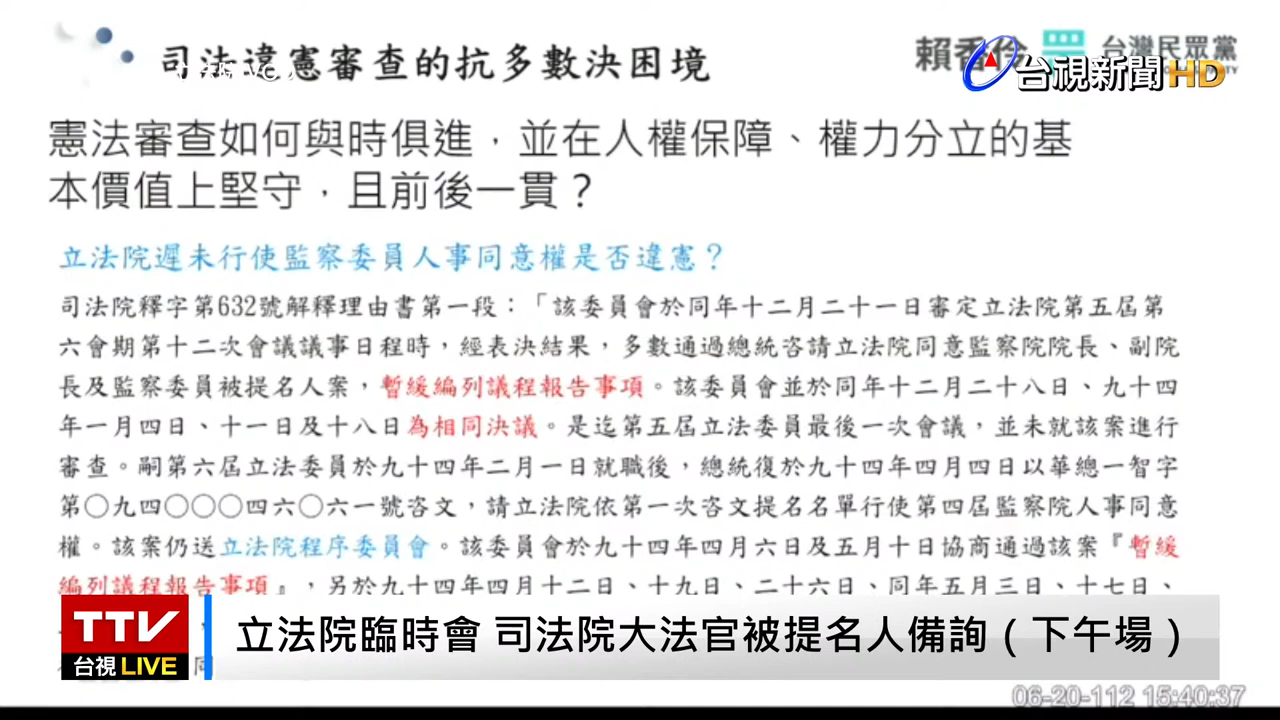 司法違憲審查的抗多數決困境
賴香伶 台灣民眾黨
台視新聞HD
憲法審查如何與時俱進，並在人權保障、權力分立的基
本價值上堅守，且前後一貫？
立法院遲未行使監察委員人事同意權是否違憲？
司法院釋字第632號解釋理由書第一段：「該委員會於同年十二月二十一日審定立法院第五屆第
六會期第十二次會議議事日程時，經表決結果，多數通過總統咨請立法院同意監察院院長、副院
長及監察委員被提名人案，暫緩編列議程報告事項。該委員會並於同年十二月二十八日、九十四
年一月四日、十一日及十八日為相同決議。是迄第五屆立法委員最後一次會議，並未就該案進行
審查。嗣第六屆立法委員於九十四年二月一日就職後，總統復於九十四年四月四日以華總一智字
第○九四○○○四六○六一號咨文，請立法院依第一次咨文提名名單行使第四屆監察院人事同意
權。該案仍送立法院程序委員會。該委員會於九十四年四月六日及五月十日協商通過該案『暫緩
編列議程報告事項』，另於九十四年四月十二日、十九日、二十六日、同年五月三日、十七日、
TTV
台視LIVE
立法院臨時會 司法院大法官被提名人備詢（下午場）
同
06-20-112 15:40:37